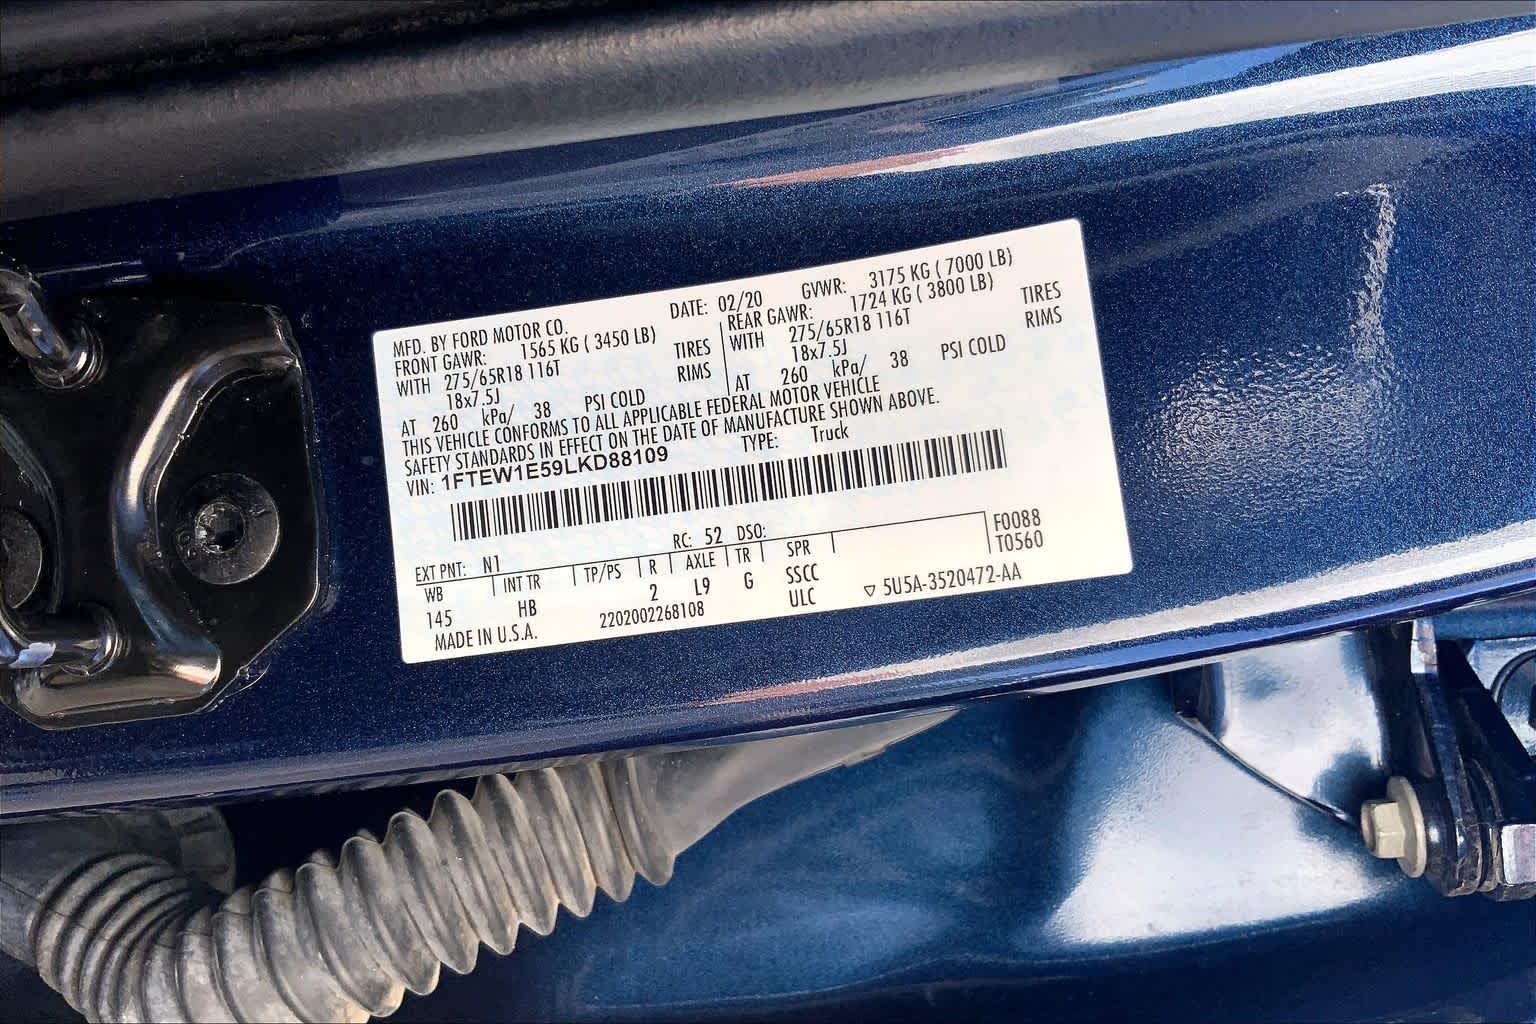 MFD. BY FORD MOTOR CO. DATE: 02/20 GVWR: 3175 KG ( 7000 LB)
FRONT GAWR: 1565 KG ( 3450 LB) REAR GAWR: 1724 KG ( 3800 LB)
WITH 275/65R18 116T TIRES WITH 275/65R18 116T TIRES
18x7.5J RIMS 18x7.5J RIMS
AT 260 kPa/ 38 PSI COLD AT 260 kPa/ 38 PSI COLD
THIS VEHICLE CONFORMS TO ALL APPLICABLE FEDERAL MOTOR VEHICLE
SAFETY STANDARDS IN EFFECT ON THE DATE OF MANUFACTURE SHOWN ABOVE.
VIN: 1FTEW1E59LKD88109 TYPE: Truck
EXT PNT: N1 RC: 52 DSO: F0088
WB INT TR TP/PS R AXLE TR SPR T0560
145 HB 2 L9 G SSCC
ULC ▽ 5U5A-3520472-AA
MADE IN U.S.A. 2202002268108